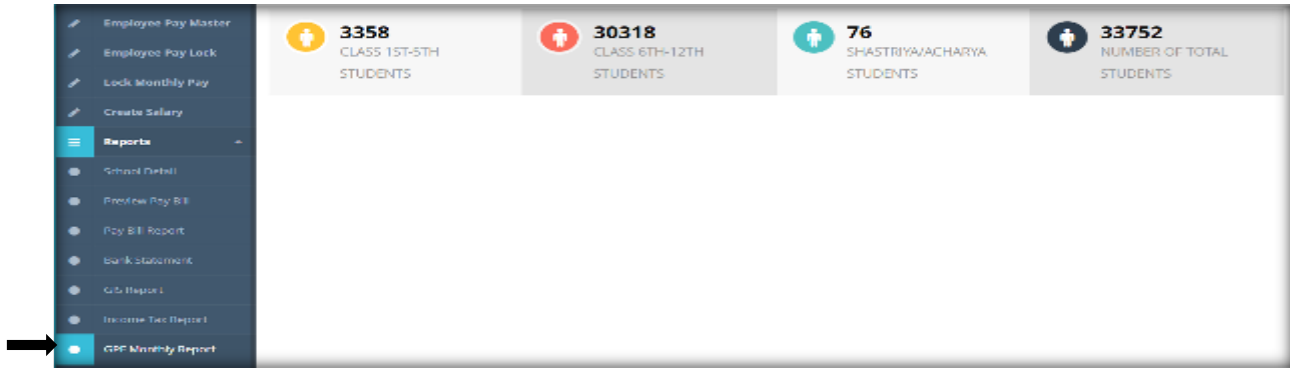 Employee Pay Master
Employee Pay Lock
Lock Monthly Pay
Create Salary
Reports
School Detail
Preview Pay Bill
Pay Bill Report
Bank Statement
GIS Report
Income Tax Report
GPF Monthly Report
3358
CLASS 1ST-5TH
STUDENTS
30318
CLASS 6TH-12TH
STUDENTS
76
SHASTRIYA/ACHARYA
STUDENTS
33752
NUMBER OF TOTAL
STUDENTS